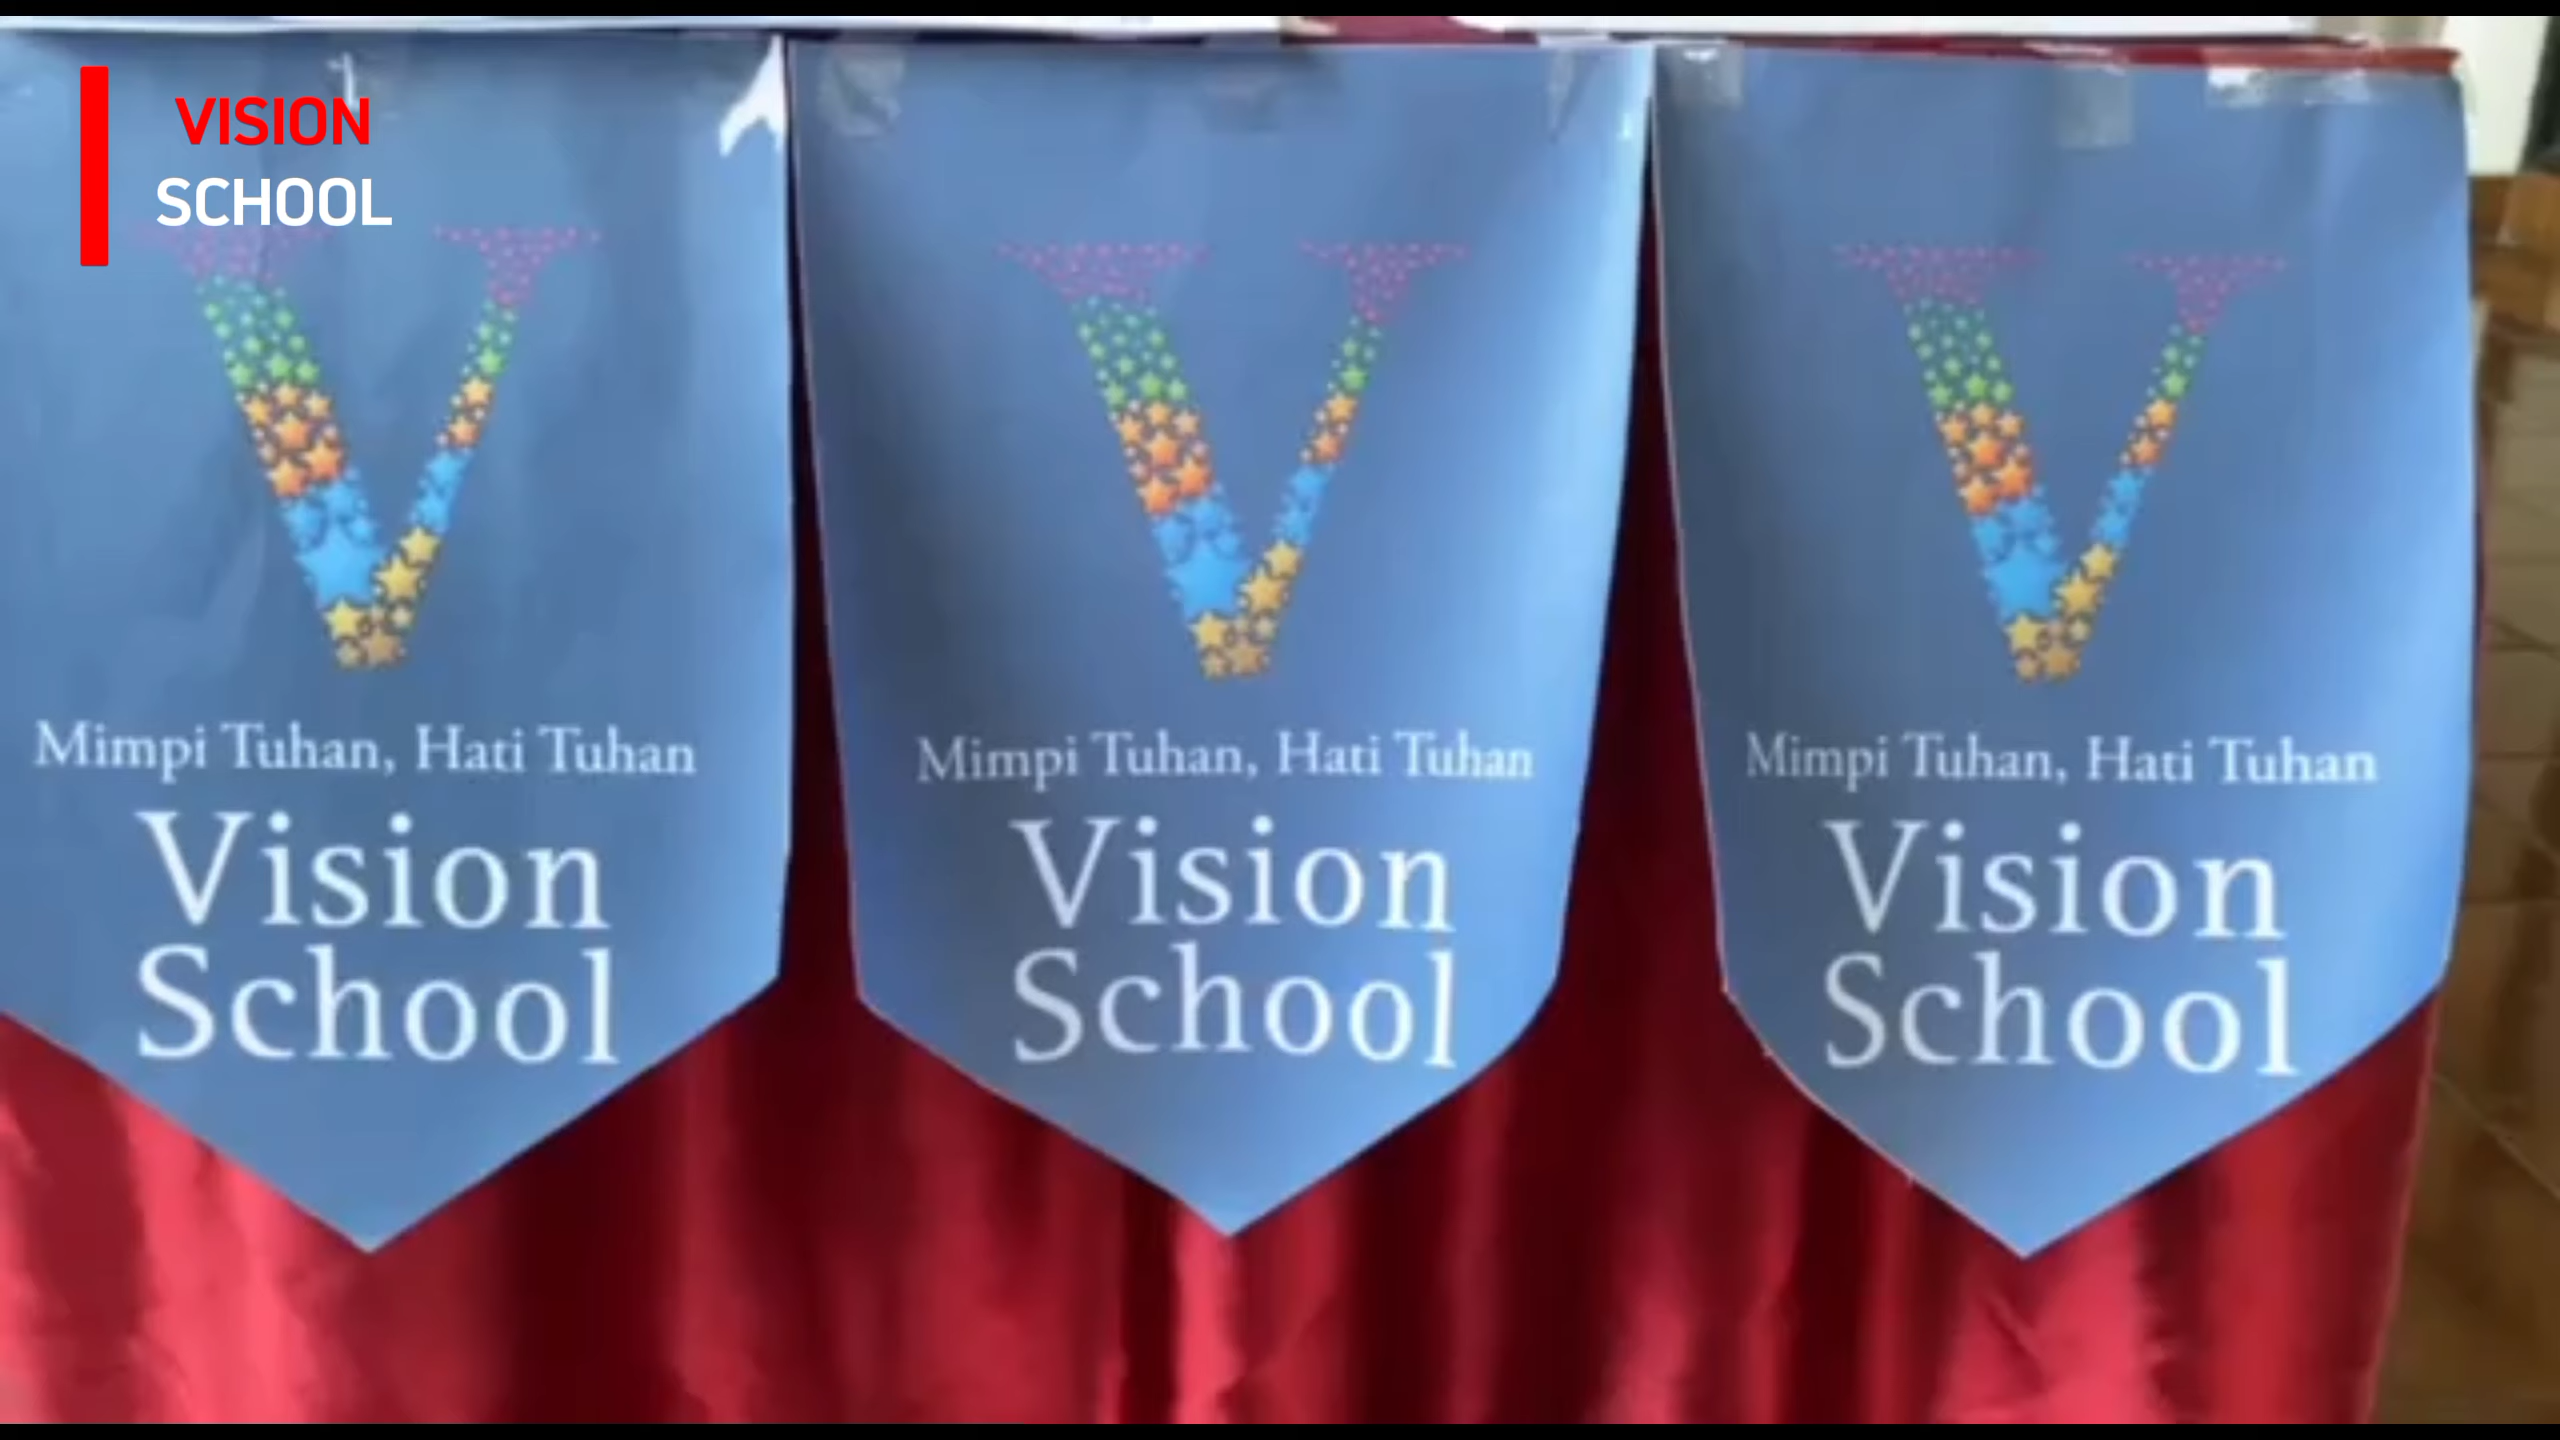 VISION
SCHOOL
V
Mimpi Tuhan, Hati Tuhan
Vision
School
V
Mimpi Tuhan, Hati Tuhan
Vision
School
V
Mimpi Tuhan, Hati Tuhan
Vision
School